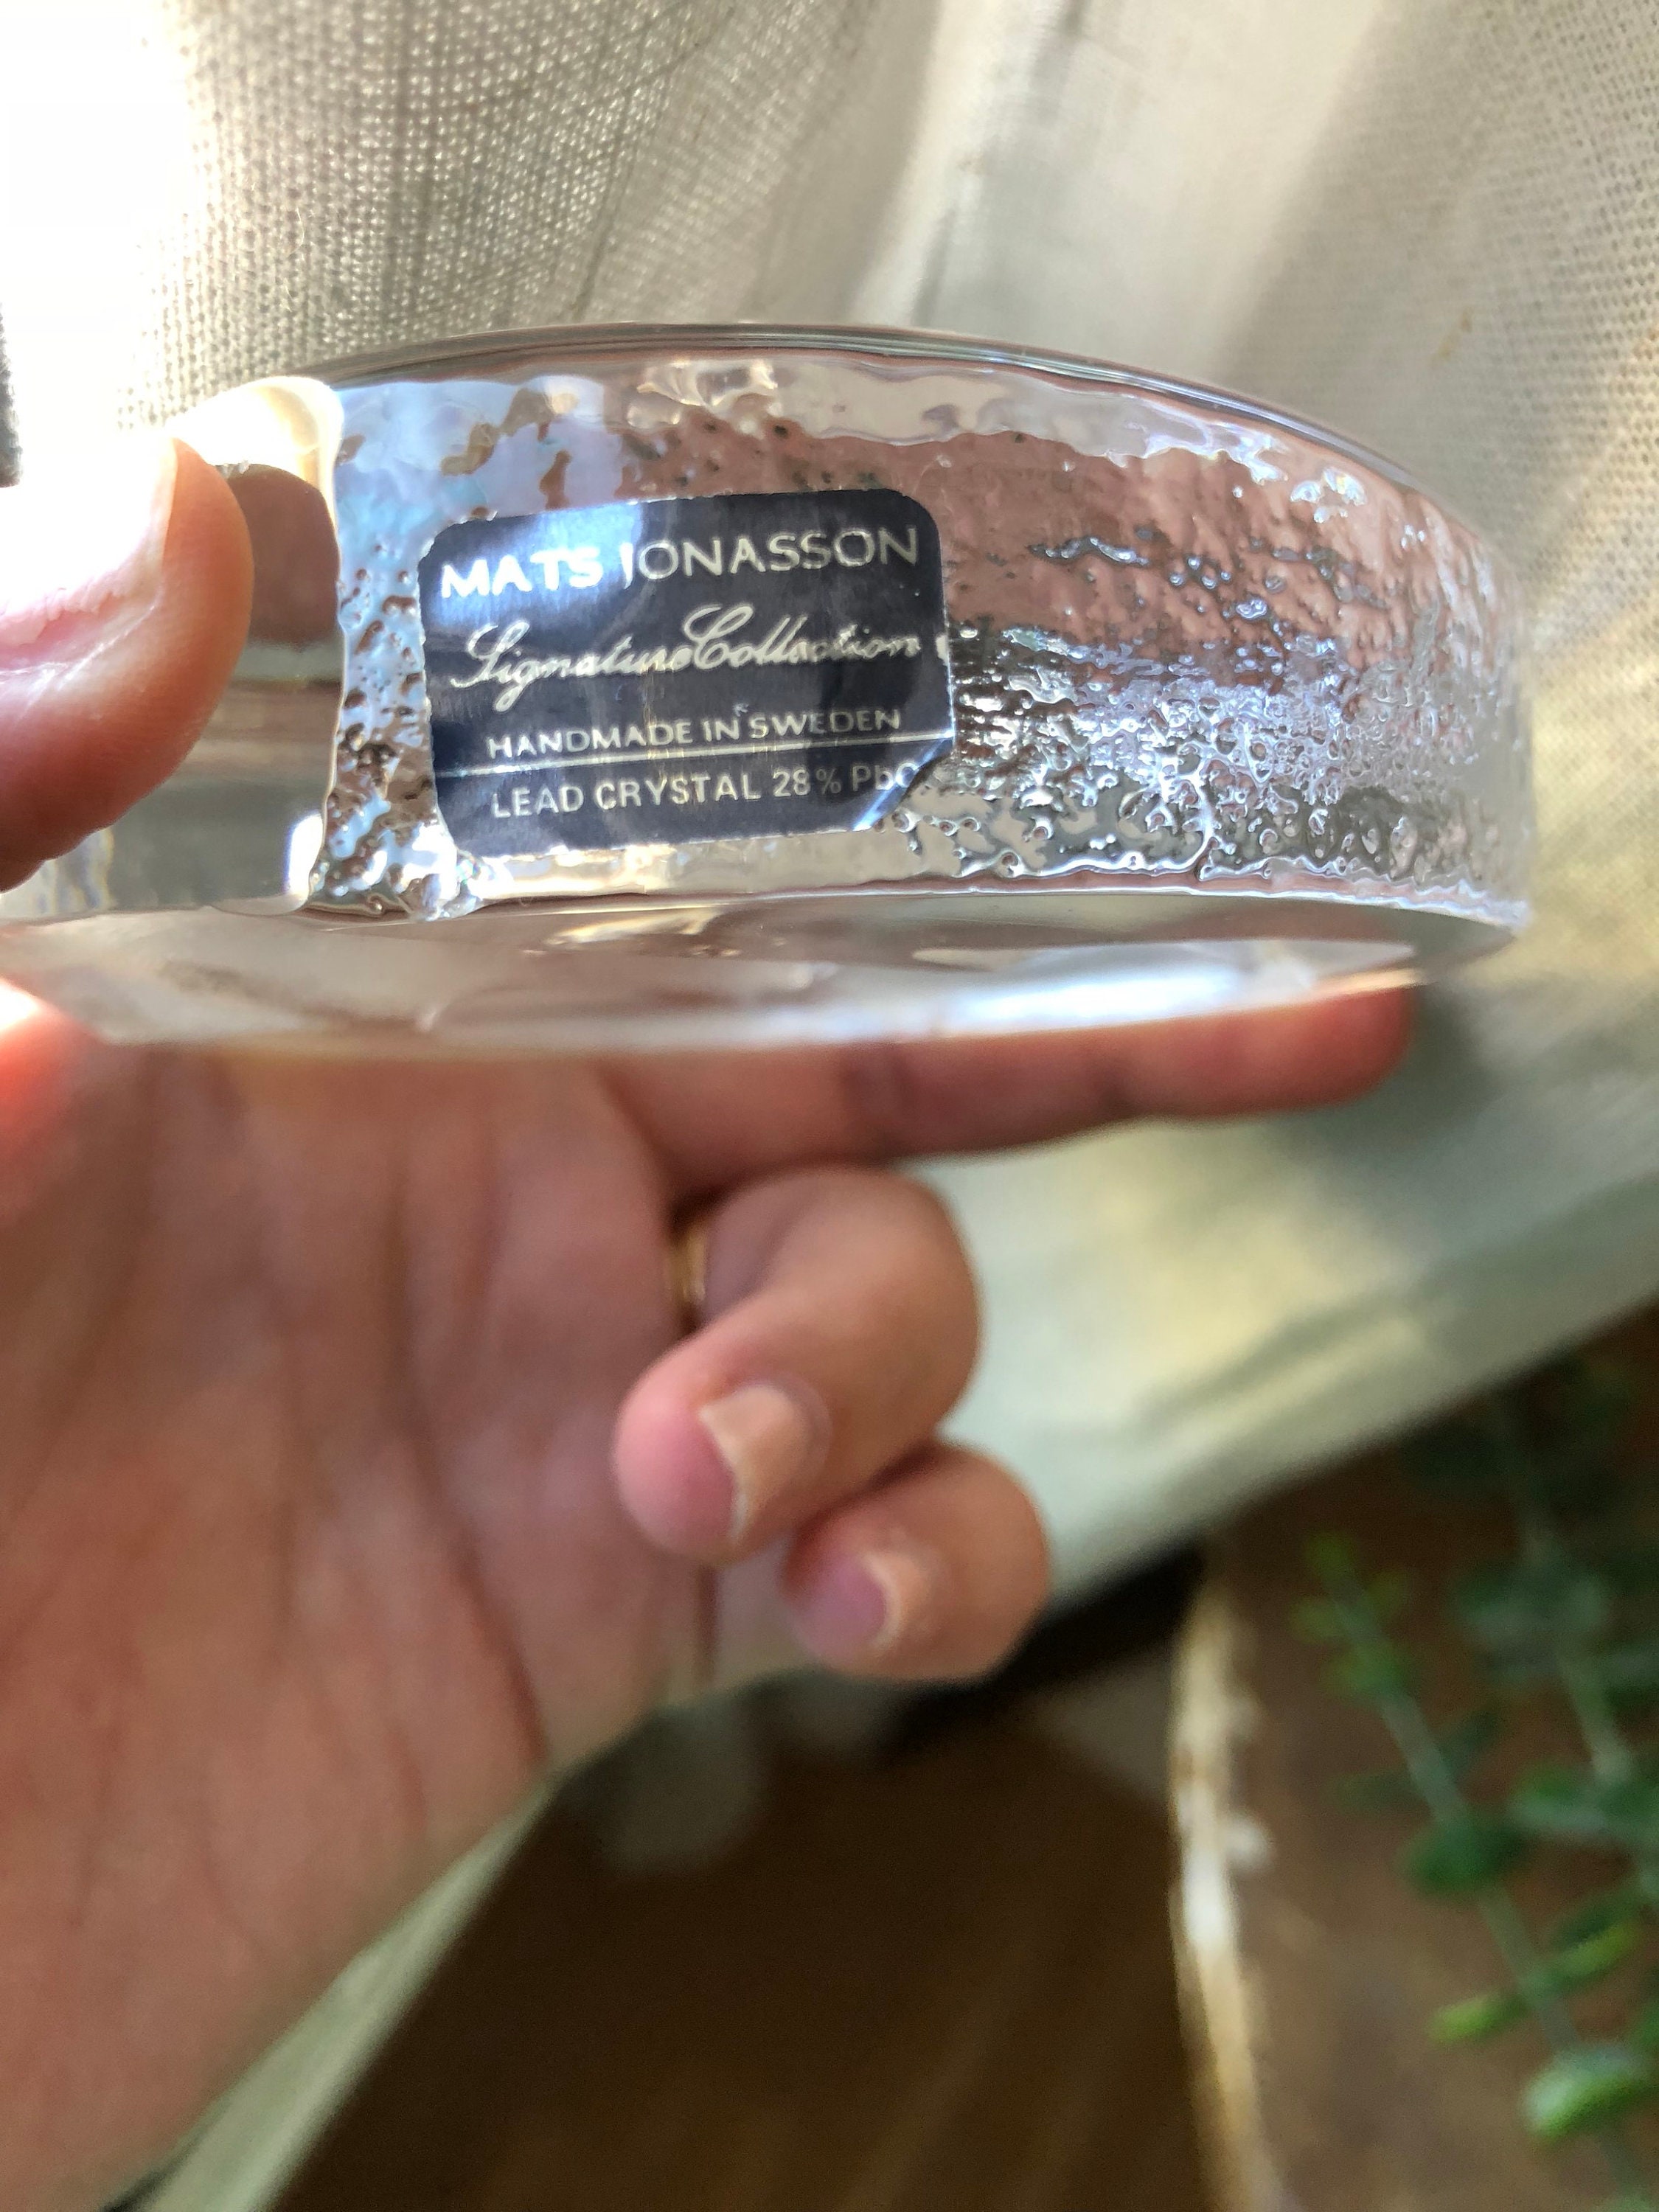 MATS JONASSON
Signature Collection
HANDMADE IN SWEDEN
LEAD CRYSTAL 28% PbO